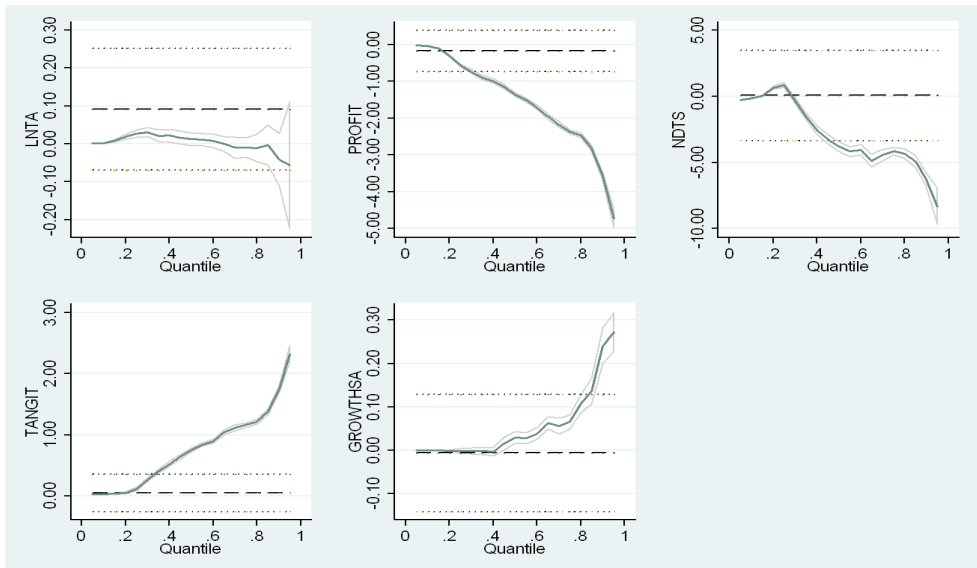 LNTA
0.30
0.20
0.10
0.00
-0.10
-0.20
0 .2 .4 .6 .8 1
Quantile
PROFIT
0.00
-1.00
-2.00
-3.00
-4.00
-5.00
0 .2 .4 .6 .8 1
Quantile
NDTS
5.00
0.00
-5.00
-10.00
0 .2 .4 .6 .8 1
Quantile
TANGIT
3.00
2.00
1.00
0.00
0 .2 .4 .6 .8 1
Quantile
GROWTHSA
0.30
0.20
0.10
0.00
-0.10
0 .2 .4 .6 .8 1
Quantile